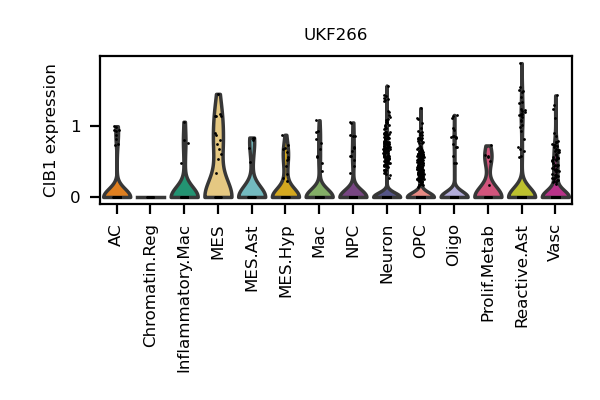 UKF266
CIB1 expression
1
0
AC
Chromatin.Reg
Inflammatory.Mac
MES
MES.Ast
MES.Hyp
Mac
NPC
Neuron
OPC
Oligo
Prolif.Metab
Reactive.Ast
Vasc